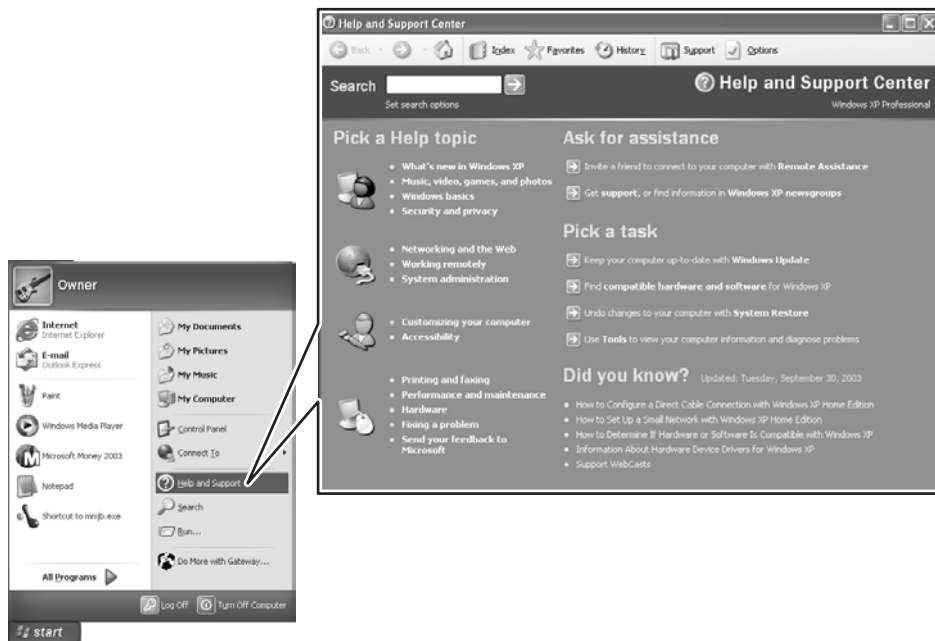 Help and Support Center
Back
Index
Favorites
History
Support
Options
Search
Set search options
Help and Support Center
Windows XP Professional
Pick a Help topic
What's new in Windows XP
Music, video, games, and photos
Windows basics
Security and privacy
Networking and the Web
Working remotely
System administration
Customizing your computer
Accessibility
Printing and faxing
Performance and maintenance
Hardware
Fixing a problem
Send your feedback to
Microsoft
Ask for assistance
Invite a friend to connect to your computer with Remote Assistance
Get support, or find information in Windows XP newsgroups
Pick a task
Keep your computer up-to-date with Windows Update
Find compatible hardware and software for Windows XP
Undo changes to your computer with System Restore
Use Tools to view your computer information and diagnose problems
Did you know? Updated: Tuesday, September 30, 2003
How to Configure a Direct Cable Connection with Windows XP Home Edition
How to Set Up a Small Network with Windows XP Home Edition
How to Determine If Hardware or Software Is Compatible with Windows XP
Information About Hardware Device Drivers for Windows XP
Support WebCasts
Owner
Internet
Internet Explorer
E-mail
Outlook Express
Paint
Windows Media Player
Microsoft Money 2003
Notepad
Shortcut to mmjb.exe
All Programs
My Documents
My Pictures
My Music
My Computer
Control Panel
Connect To
Help and Support
Search
Run...
Do More with Gateway...
Log Off
Turn Off Computer
start